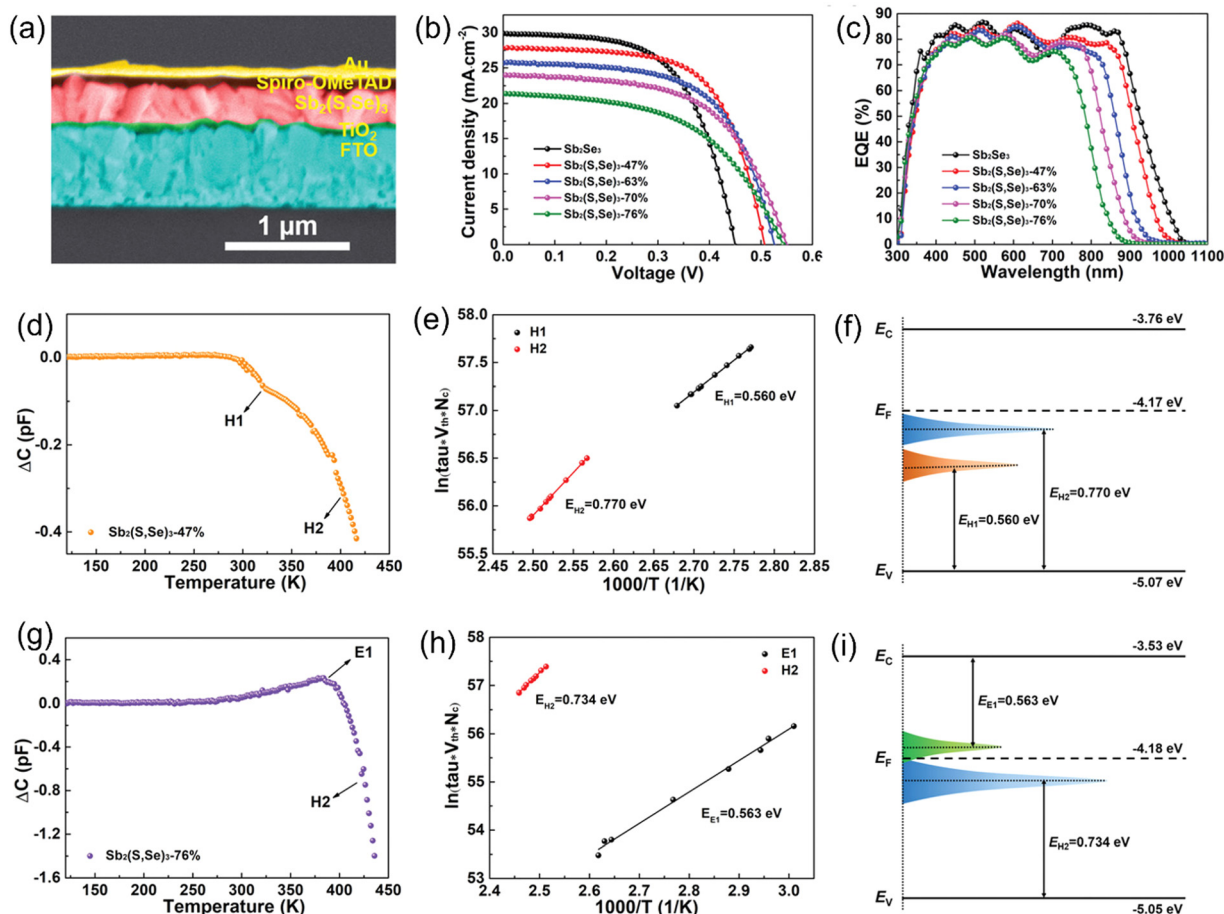 (a)
Au
Spiro-OMeTAD
Sb₂(S,Se)₃
TiO₂
FTO
1 μm
(b)
Current density (mA·cm⁻²)
35
30
25
20
15
10
5
0
Sb₂Se₃
Sb₂(S,Se)₃-47%
Sb₂(S,Se)₃-63%
Sb₂(S,Se)₃-70%
Sb₂(S,Se)₃-76%
0.0 0.1 0.2 0.3 0.4 0.5 0.6
Voltage (V)
(c)
EQE (%)
90
80
70
60
50
40
30
20
10
0
Sb₂Se₃
Sb₂(S,Se)₃-47%
Sb₂(S,Se)₃-63%
Sb₂(S,Se)₃-70%
Sb₂(S,Se)₃-76%
300 400 500 600 700 800 900 1000 1100
Wavelength (nm)
(d)
ΔC (pF)
0.0
-0.2
-0.4
H1
H2
Sb₂(S,Se)₃-47%
150 200 250 300 350 400 450
Temperature (K)
(e)
ln(tau*Vth*Nc)
58.0
57.5
57.0
56.5
56.0
55.5
H1
H2
EH1=0.560 eV
EH2=0.770 eV
2.45 2.50 2.55 2.60 2.65 2.70 2.75 2.80 2.85
1000/T (1/K)
(f)
EC
-3.76 eV
EF
-4.17 eV
EH2=0.770 eV
EH1=0.560 eV
EV
-5.07 eV
(g)
ΔC (pF)
0.4
0.0
-0.4
-0.8
-1.2
-1.6
E1
H2
Sb₂(S,Se)₃-76%
150 200 250 300 350 400 450
Temperature (K)
(h)
ln(tau*Vth*Nc)
58
57
56
55
54
53
E1
H2
EH2=0.734 eV
EE1=0.563 eV
2.4 2.5 2.6 2.7 2.8 2.9 3.0
1000/T (1/K)
(i)
EC
-3.53 eV
EE1=0.563 eV
EF
-4.18 eV
EH2=0.734 eV
EV
-5.05 eV